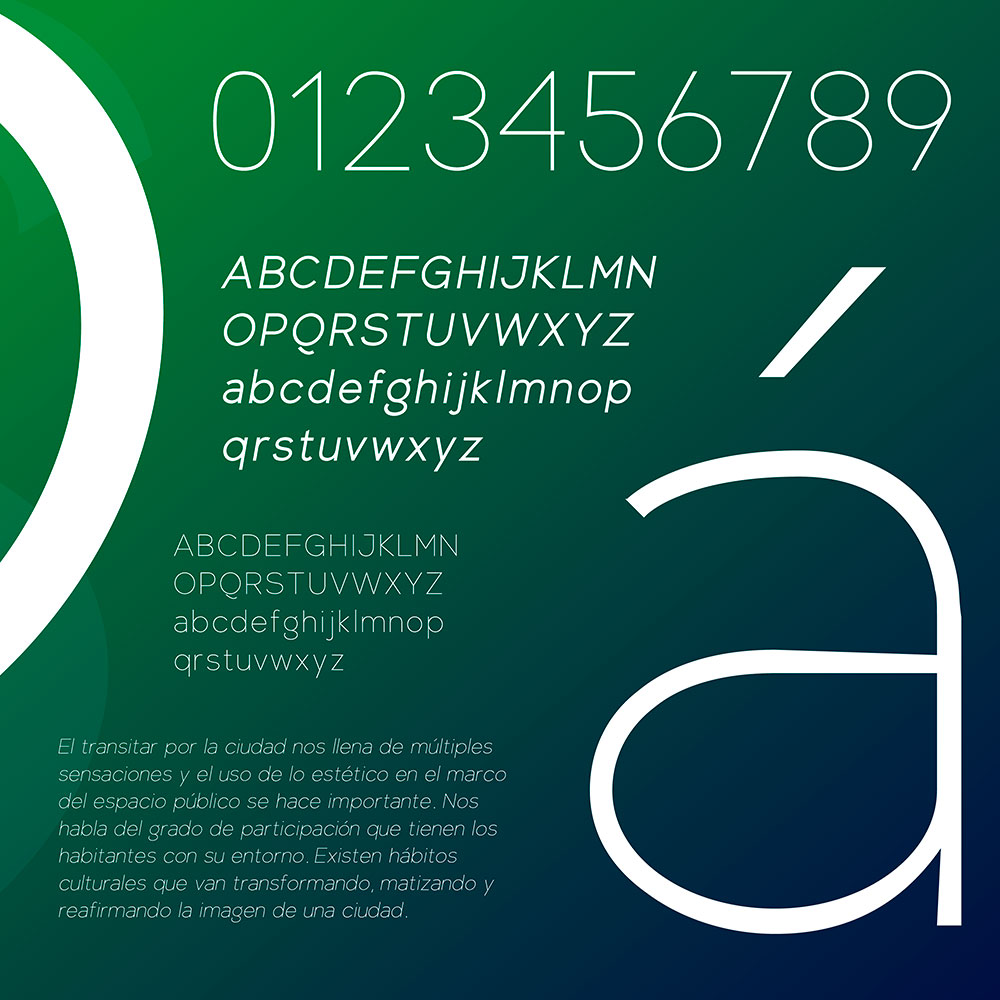 0123456789
ABCDEFGHIJKLMN
OPQRSTUVWXYZ
abcdefghijklmnop
qrstuvwxyz
á
ABCDEFGHIJKLMN
OPQRSTUVWXYZ
abcdefghijklmnop
qrstuvwxyz
El transitar por la ciudad nos llena de múltiples
sensaciones y el uso de lo estético en el marco
del espacio público se hace importante. Nos
habla del grado de participación que tienen los
habitantes con su entorno. Existen hábitos
culturales que van transformando, matizando y
reafirmando la imagen de una ciudad.